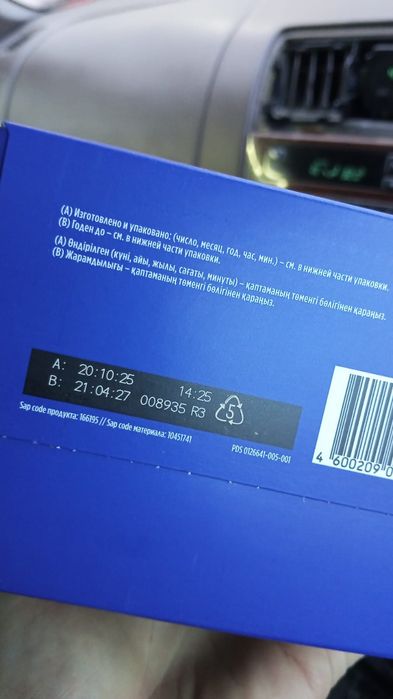 (А) Изготовлено и упаковано: (число, месяц, год, час, мин.) – см. в нижней части упаковки.
(В) Годен до – см. в нижней части упаковки.
(А) Өндірілген (күні, айы, жылы, сағаты, минуты) – қаптаманың төменгі бөлігінен қараңыз.
(В) Жарамдылығы – қаптаманың төменгі бөлігінен қараңыз.
A: 20:10:25 14:25
B: 21:04:27 008935 R3 5
Sap code продукта: 166195 // Sap code материала: 10451741
PDS 0126641-005-001
4 600209 0